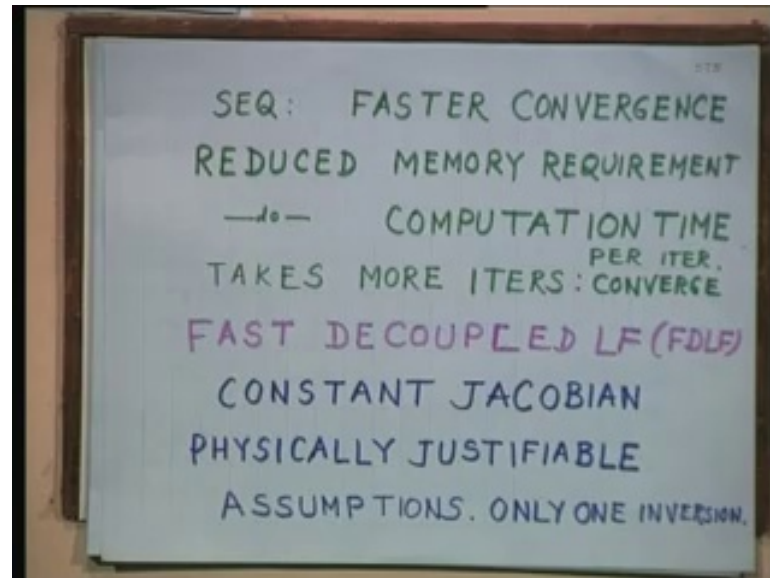 SEQ: FASTER CONVERGENCE
REDUCED MEMORY REQUIREMENT
—do— COMPUTATION TIME
PER ITER.
TAKES MORE ITERS: CONVERGE
FAST DECOUPLED LF (FDLF)
CONSTANT JACOBIAN
PHYSICALLY JUSTIFIABLE
ASSUMPTIONS. ONLY ONE INVERSION.